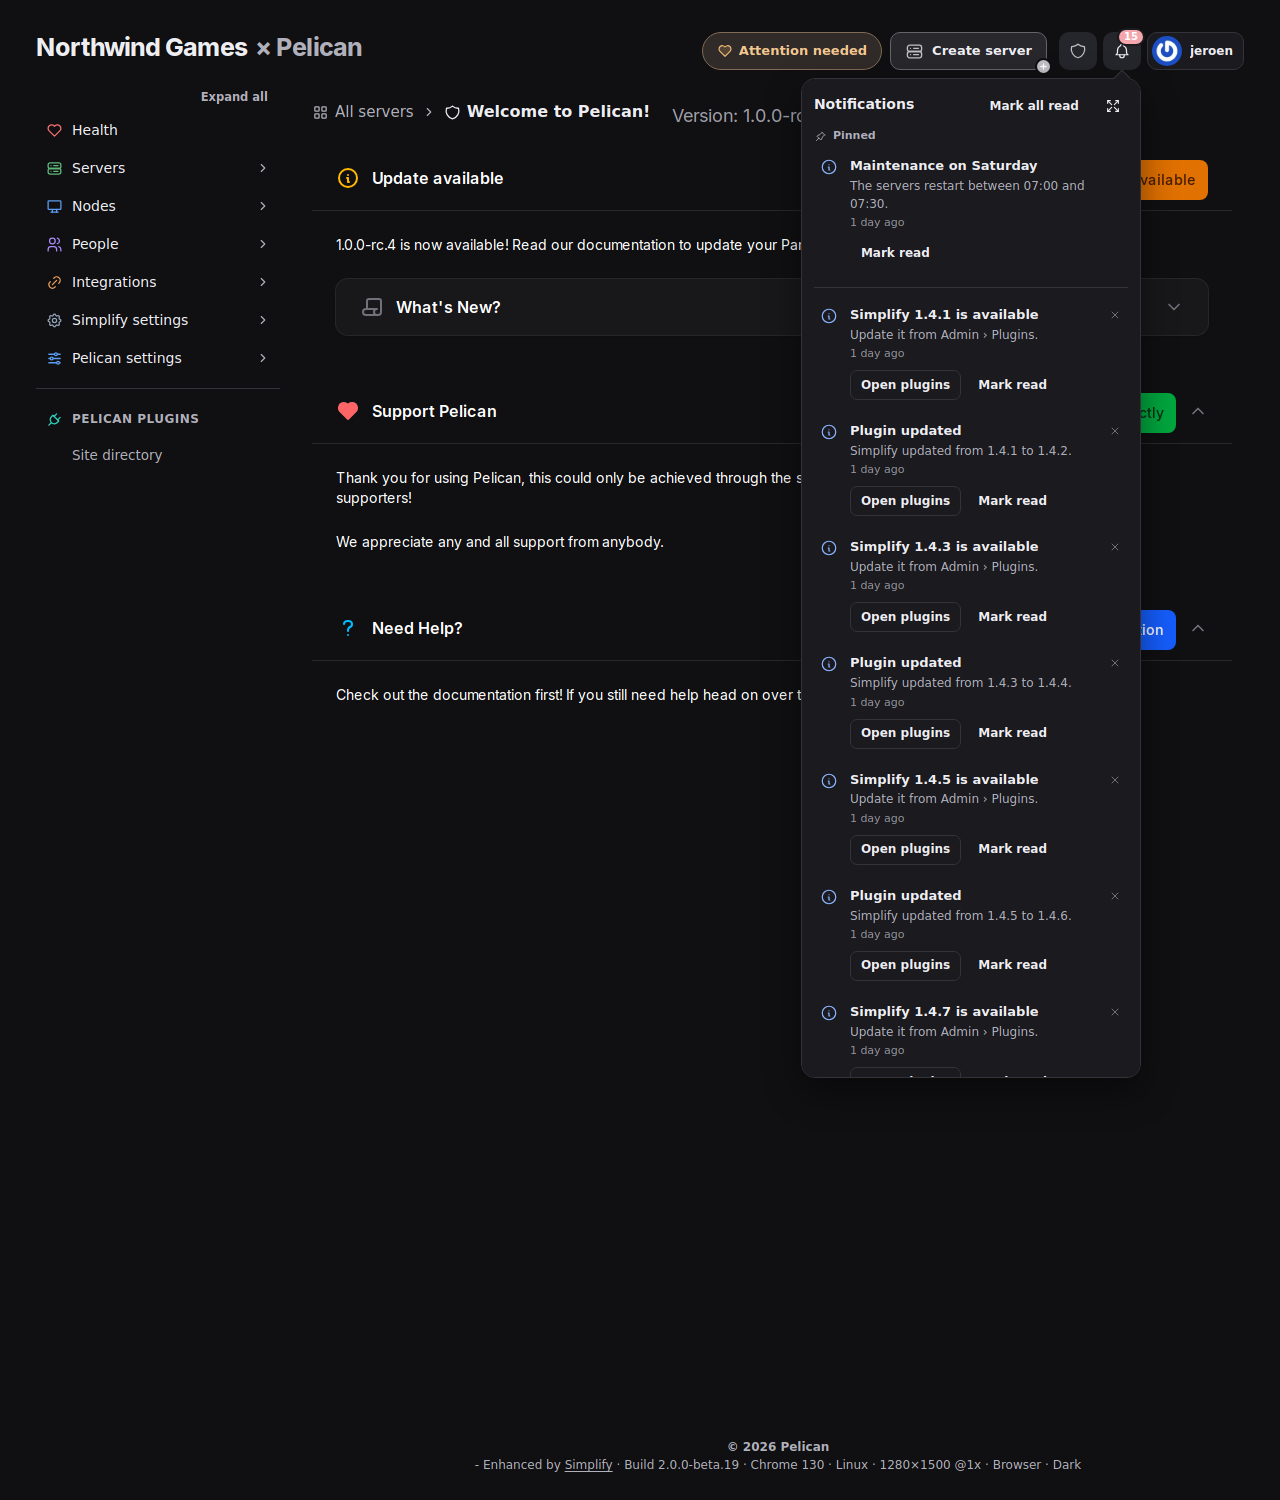 Northwind Games × Pelican
Attention needed
Create server
15
jeroen
Expand all
Health
Servers
Nodes
People
Integrations
Simplify settings
Pelican settings
PELICAN PLUGINS
Site directory
All servers › Welcome to Pelican!
Version: 1.0.0-rc
Update available
1.0.0-rc.4 is now available! Read our documentation to update your Pan
What's New?
Support Pelican
Thank you for using Pelican, this could only be achieved through the s
supporters!
We appreciate any and all support from anybody.
Need Help?
Check out the documentation first! If you still need help head on over t
Notifications
Mark all read
Pinned
Maintenance on Saturday
The servers restart between 07:00 and
07:30.
1 day ago
Mark read
Simplify 1.4.1 is available
Update it from Admin › Plugins.
1 day ago
Open plugins Mark read
Plugin updated
Simplify updated from 1.4.1 to 1.4.2.
1 day ago
Open plugins Mark read
Simplify 1.4.3 is available
Update it from Admin › Plugins.
1 day ago
Open plugins Mark read
Plugin updated
Simplify updated from 1.4.3 to 1.4.4.
1 day ago
Open plugins Mark read
Simplify 1.4.5 is available
Update it from Admin › Plugins.
1 day ago
Open plugins Mark read
Plugin updated
Simplify updated from 1.4.5 to 1.4.6.
1 day ago
Open plugins Mark read
Simplify 1.4.7 is available
Update it from Admin › Plugins.
1 day ago
© 2026 Pelican
- Enhanced by Simplify · Build 2.0.0-beta.19 · Chrome 130 · Linux · 1280×1500 @1x · Browser · Dark